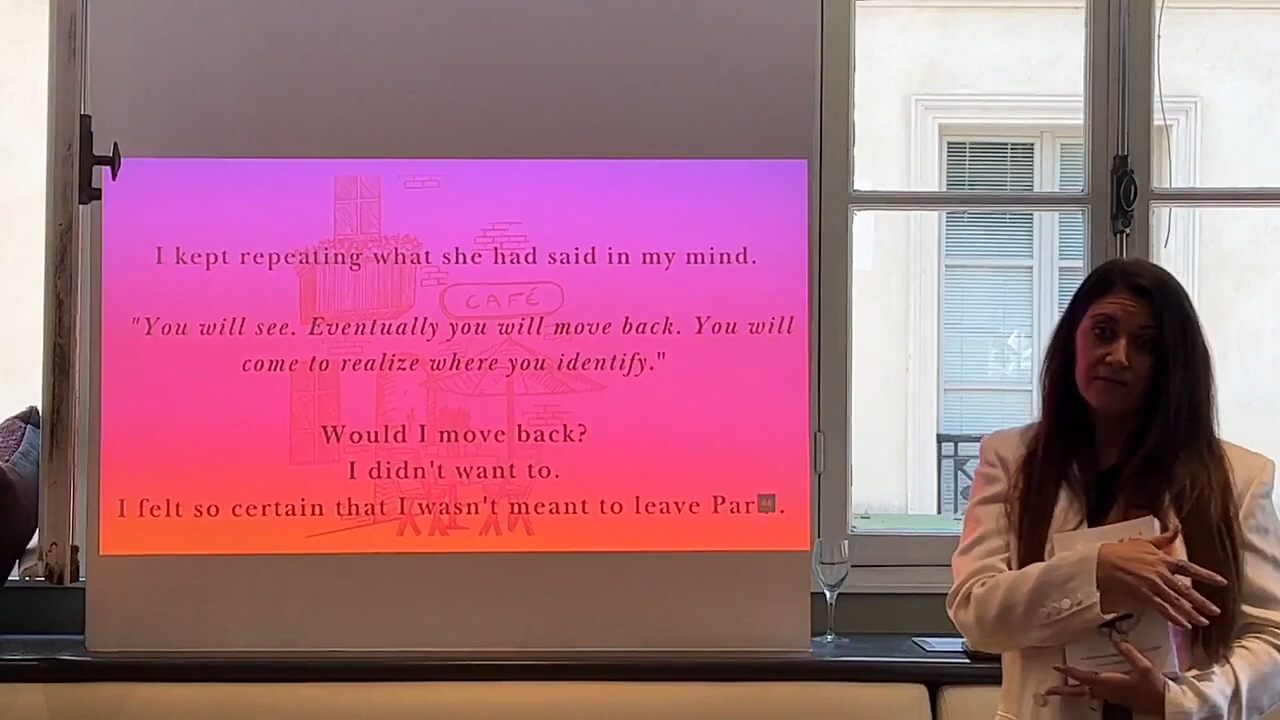 I kept repeating what she had said in my mind.
CAFÉ
"You will see. Eventually you will move back. You will
come to realize where you identify."
Would I move back?
I didn't want to.
I felt so certain that I wasn't meant to leave Par
44
.